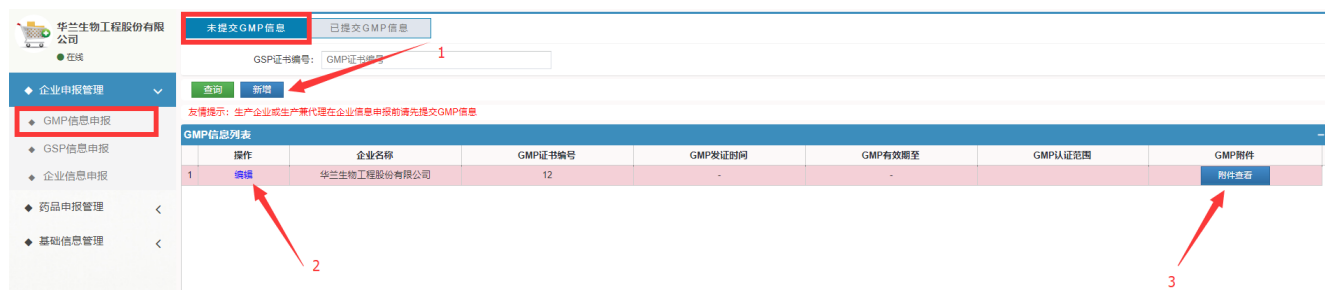 华兰生物工程股份有限
公司
在线
企业申报管理
GMP信息申报
GSP信息申报
企业信息申报
药品申报管理
基础信息管理
未提交GMP信息 已提交GMP信息
GSP证书编号： GMP证书编号
1
查询 新增
友情提示：生产企业或生产兼代理在企业信息申报前请先提交GMP信息
GMP信息列表
操作 企业名称 GMP证书编号 GMP发证时间 GMP有效期至 GMP认证范围 GMP附件
1 编辑 华兰生物工程股份有限公司 12 - - 附件查看
2
3